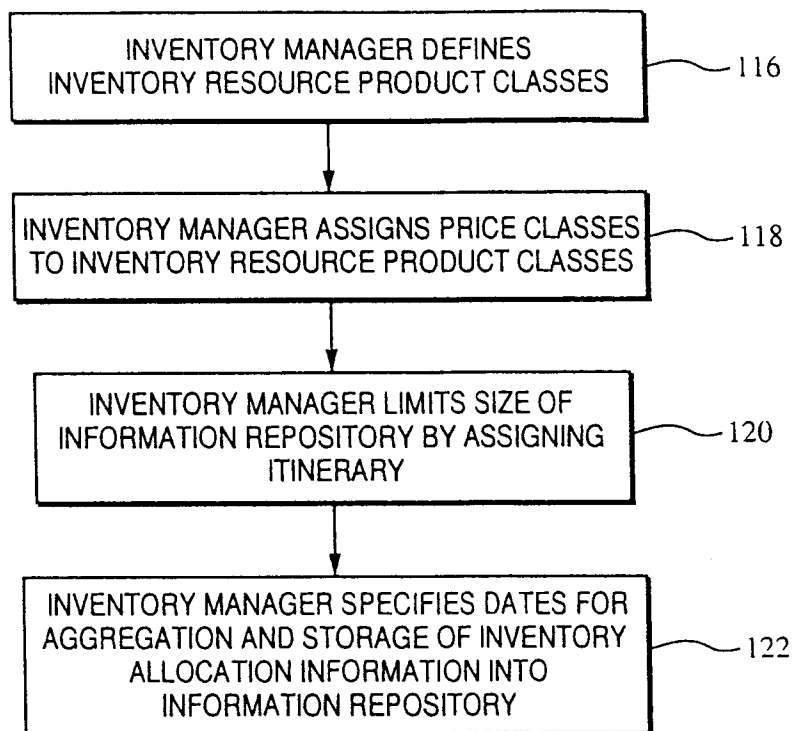 INVENTORY MANAGER DEFINES
INVENTORY RESOURCE PRODUCT CLASSES
116
INVENTORY MANAGER ASSIGNS PRICE CLASSES
TO INVENTORY RESOURCE PRODUCT CLASSES
118
INVENTORY MANAGER LIMITS SIZE OF
INFORMATION REPOSITORY BY ASSIGNING
ITINERARY
120
INVENTORY MANAGER SPECIFIES DATES FOR
AGGREGATION AND STORAGE OF INVENTORY
ALLOCATION INFORMATION INTO
INFORMATION REPOSITORY
122